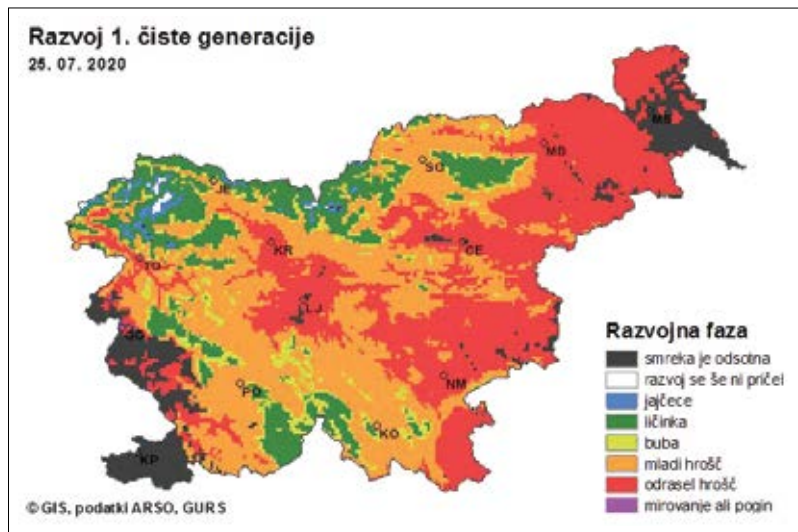 Razvoj 1. čiste generacije
25. 07. 2020
MS
MB
SG
JE
KR
CE
TO
LJ
GO
PO
NM
KO
KP
Razvojna faza
smreka je odsotna
razvoj se še ni pričel
jajčece
ličinka
buba
mladi hrošč
odrasel hrošč
mirovanje ali pogin
© GIS, podatki ARSO, GURS